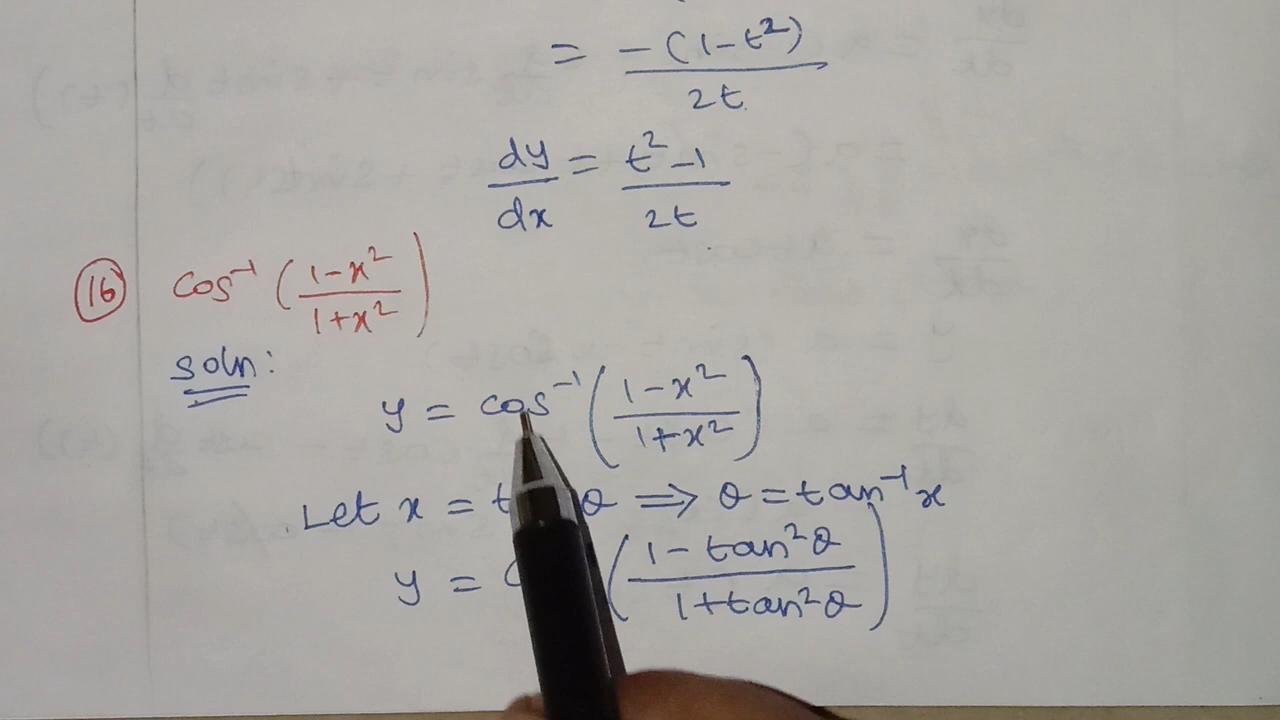 = -(1-t²)/2t
dy/dx = t²-1/2t
16 cos⁻¹ (1-x²/1+x²)
soln:
y = cos⁻¹ (1-x²/1+x²)
Let x = t θ ⟹ θ = tan⁻¹x
y = (1-tan²θ/1+tan²θ)